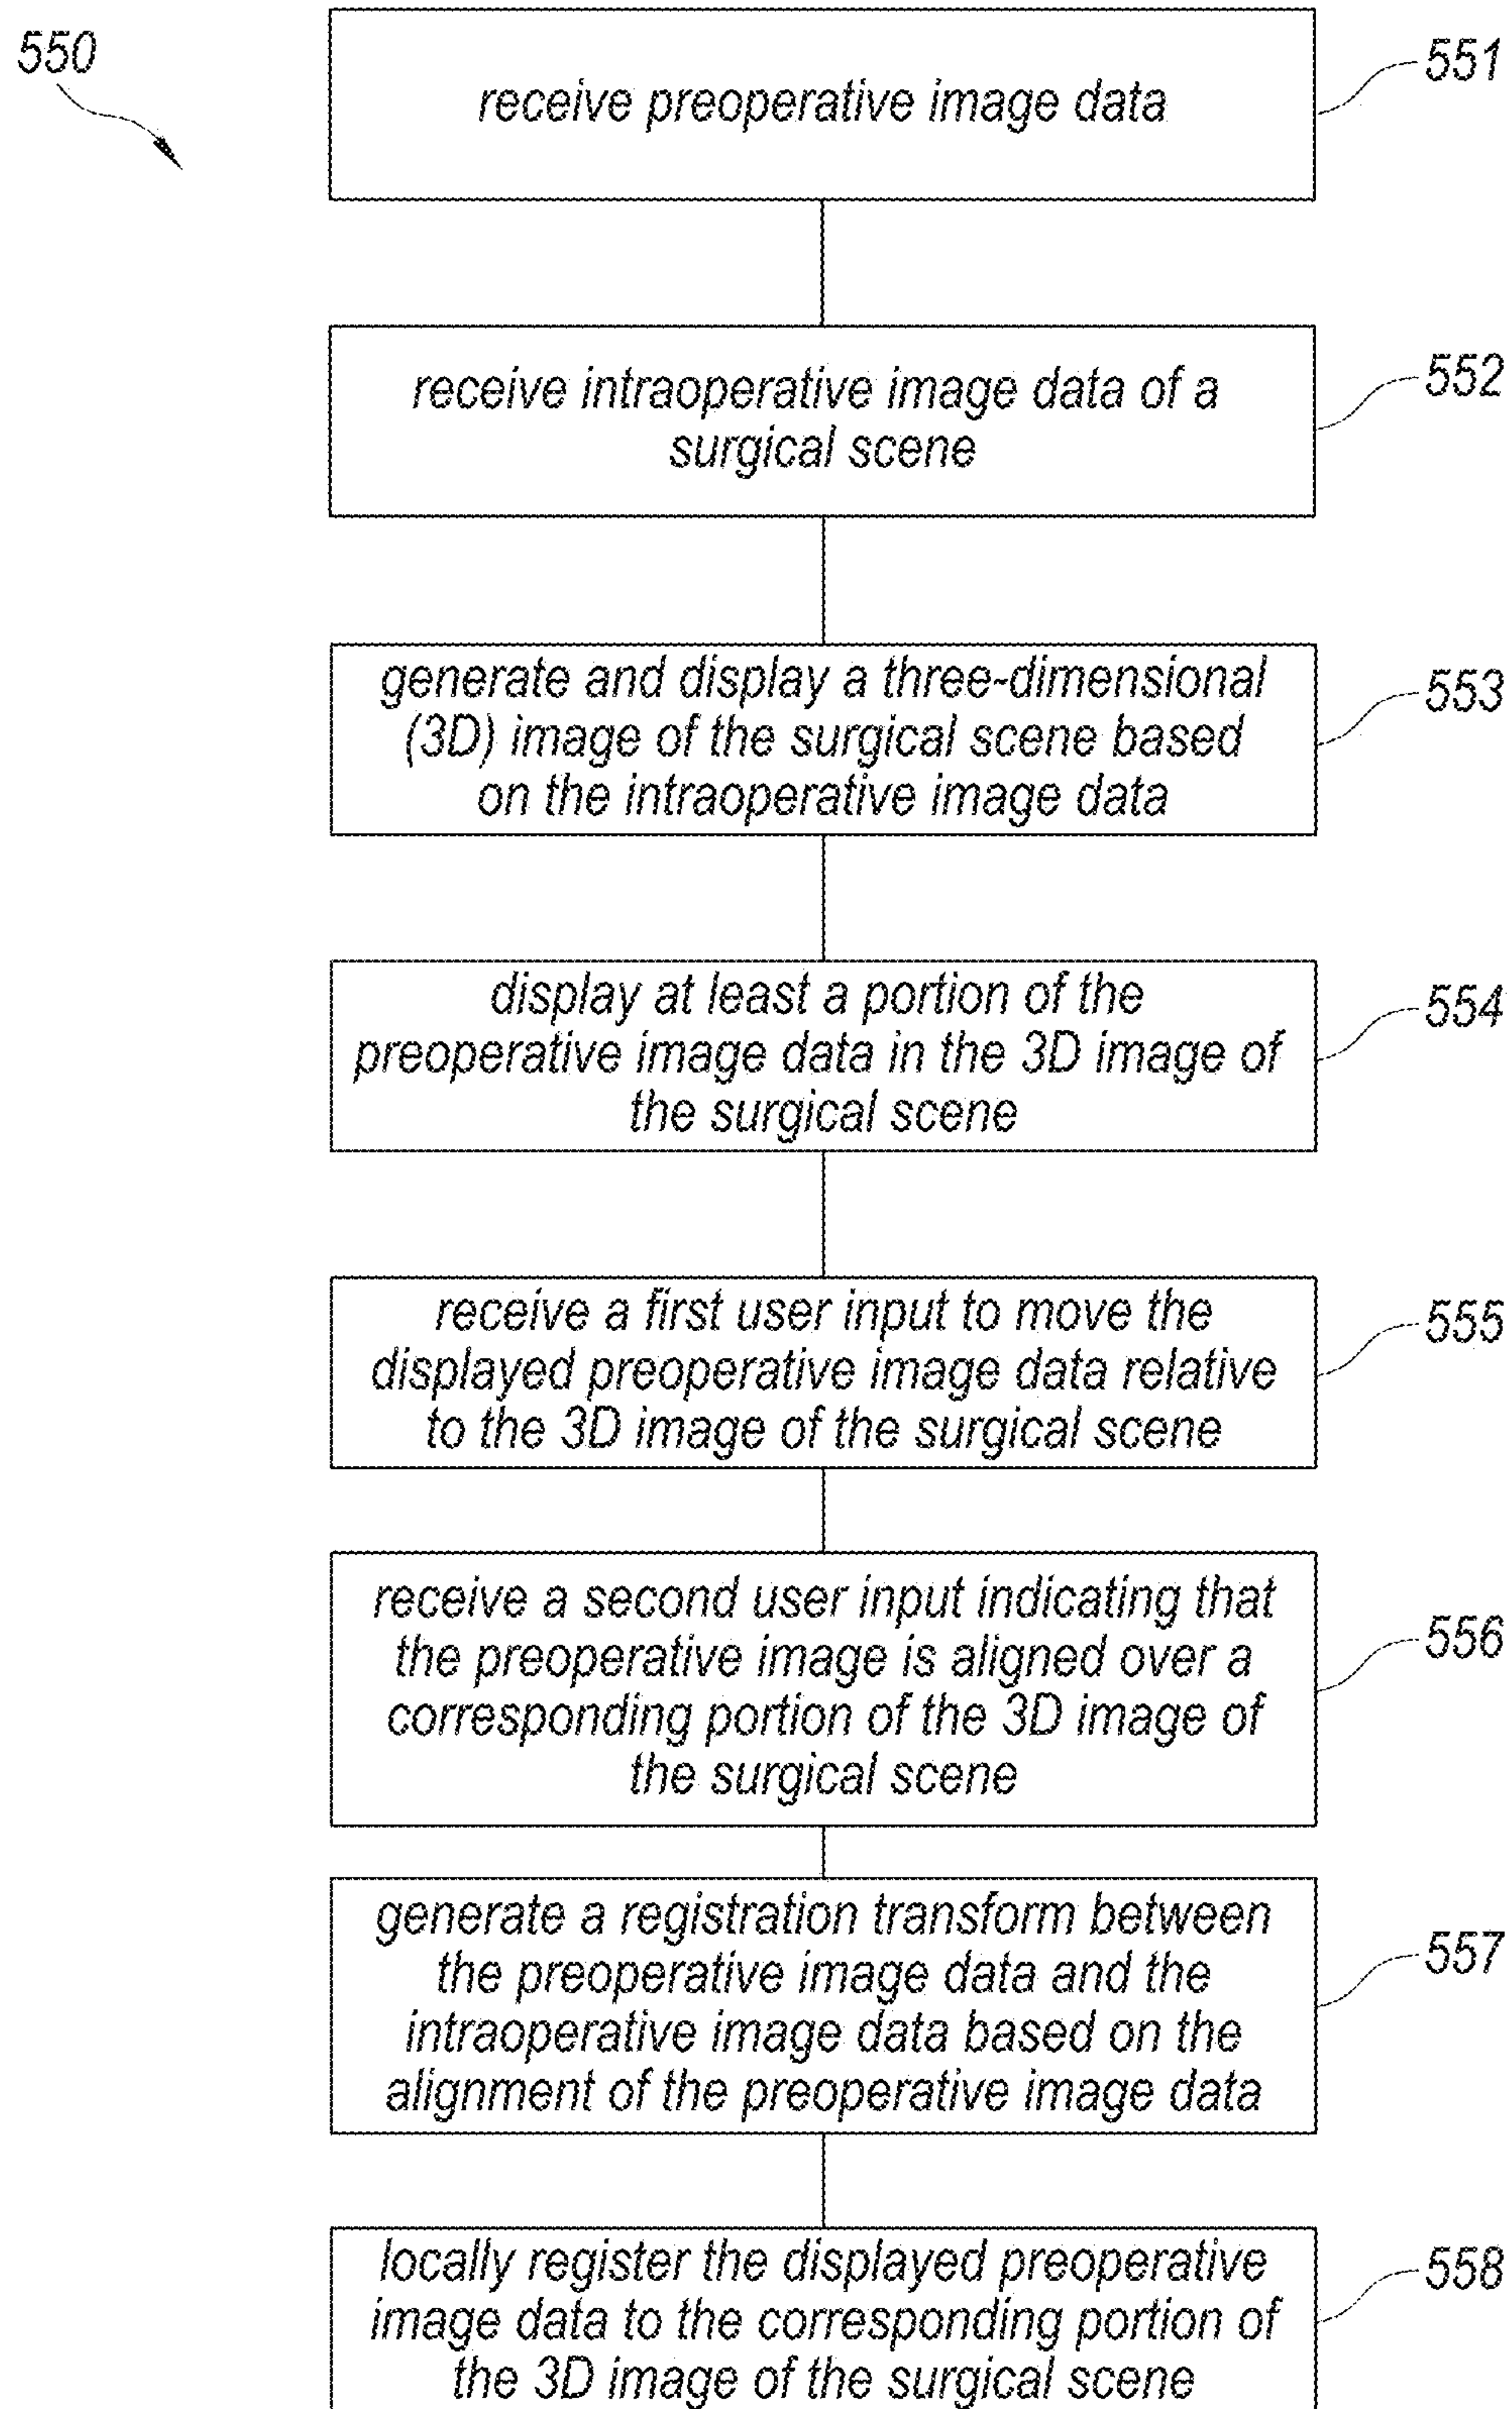 550
receive preoperative image data
551
receive intraoperative image data of a
surgical scene
552
generate and display a three-dimensional
(3D) image of the surgical scene based
on the intraoperative image data
553
display at least a portion of the
preoperative image data in the 3D image of
the surgical scene
554
receive a first user input to move the
displayed preoperative image data relative
to the 3D image of the surgical scene
555
receive a second user input indicating that
the preoperative image is aligned over a
corresponding portion of the 3D image of
the surgical scene
556
generate a registration transform between
the preoperative image data and the
intraoperative image data based on the
alignment of the preoperative image data
557
locally register the displayed preoperative
image data to the corresponding portion of
the 3D image of the surgical scene
558